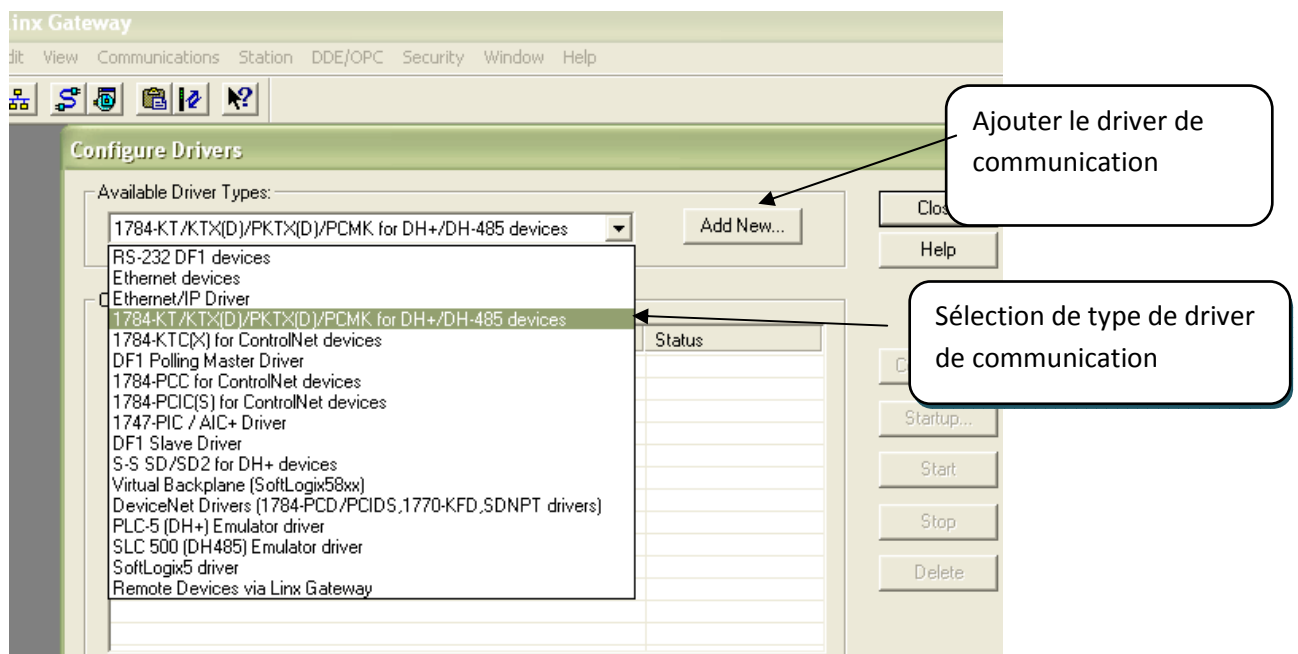 Linx Gateway
dit View Communications Station DDE/OPC Security Window Help
Ajouter le driver de
communication
Configure Drivers
Available Driver Types:
1784-KT/KTX(D)/PKTX(D)/PCMK for DH+/DH-485 devices
Add New...
Clos
Help
RS-232 DF1 devices
Ethernet devices
Ethernet/IP Driver
1784-KT/KTX(D)/PKTX(D)/PCMK for DH+/DH-485 devices
1784-KTC(X) for ControlNet devices
DF1 Polling Master Driver
1784-PCC for ControlNet devices
1784-PCIC(S) for ControlNet devices
1747-PIC / AIC+ Driver
DF1 Slave Driver
S-S SD/SD2 for DH+ devices
Virtual Backplane (SoftLogix58xx)
DeviceNet Drivers (1784-PCD/PCIDS,1770-KFD,SDNPT drivers)
PLC-5 (DH+) Emulator driver
SLC 500 (DH485) Emulator driver
SoftLogix5 driver
Remote Devices via Linx Gateway
Status
Sélection de type de driver
de communication
Startup...
Start
Stop
Delete